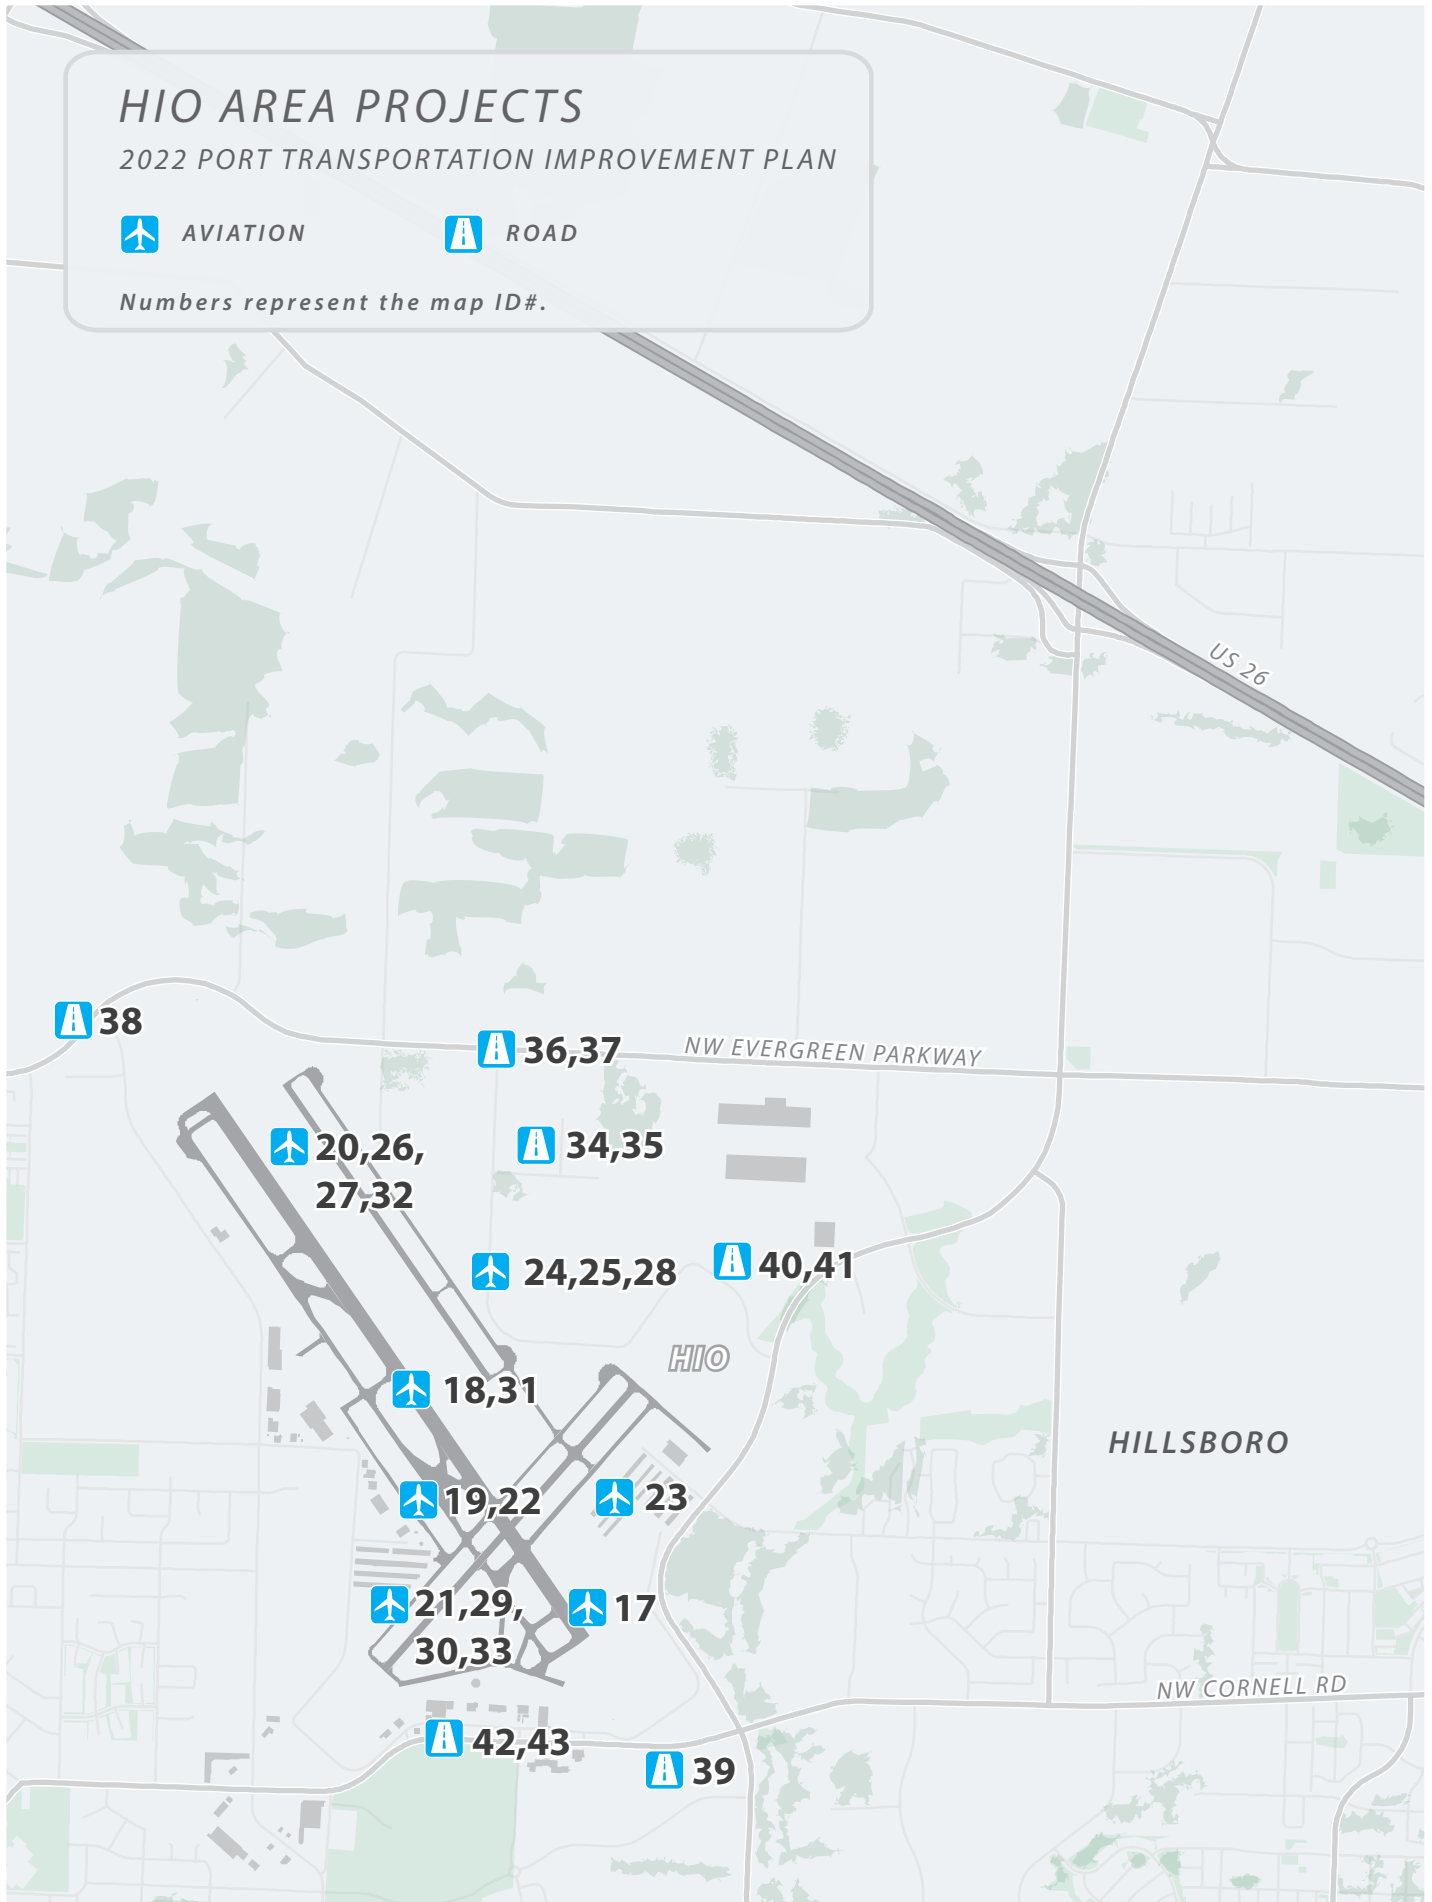 HIO AREA PROJECTS
2022 PORT TRANSPORTATION IMPROVEMENT PLAN
AVIATION
ROAD
Numbers represent the map ID#.
US 26
38
36,37
NW EVERGREEN PARKWAY
20,26,
27,32
34,35
24,25,28
40,41
HIO
18,31
HILLSBORO
19,22
23
21,29,
30,33
17
NW CORNELL RD
42,43
39